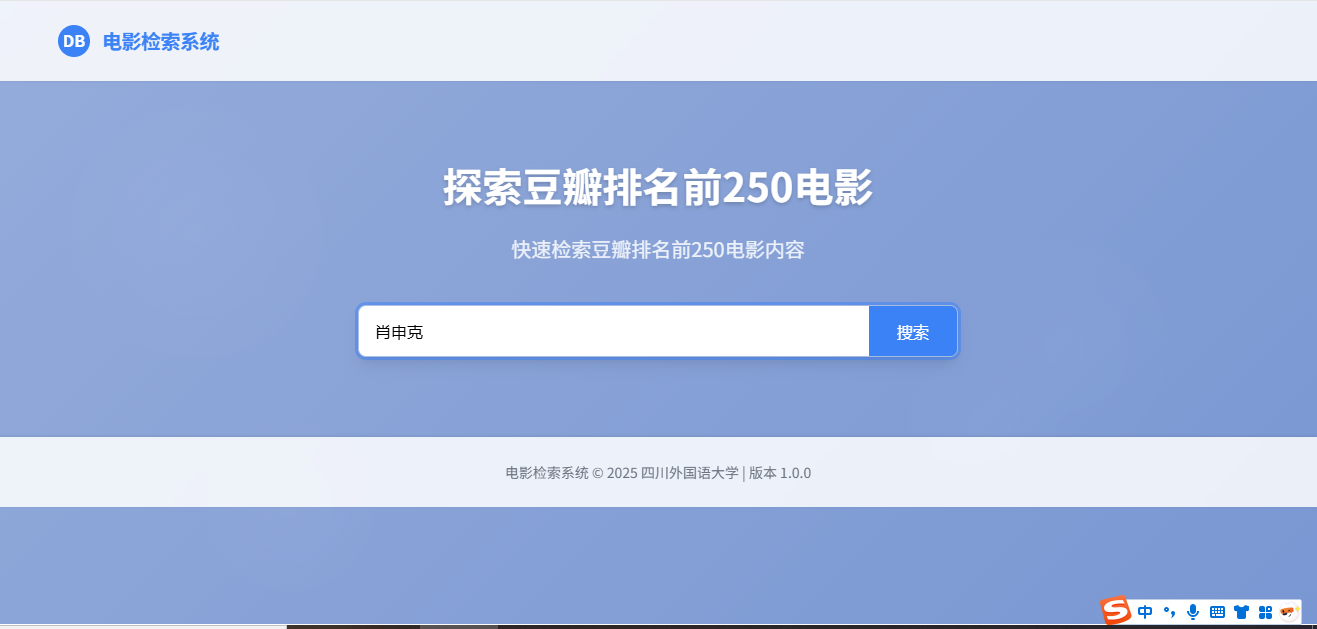 DB 电影检索系统
探索豆瓣排名前250电影
快速检索豆瓣排名前250电影内容
肖申克 搜索
电影检索系统 © 2025 四川外国语大学 | 版本 1.0.0
S 中